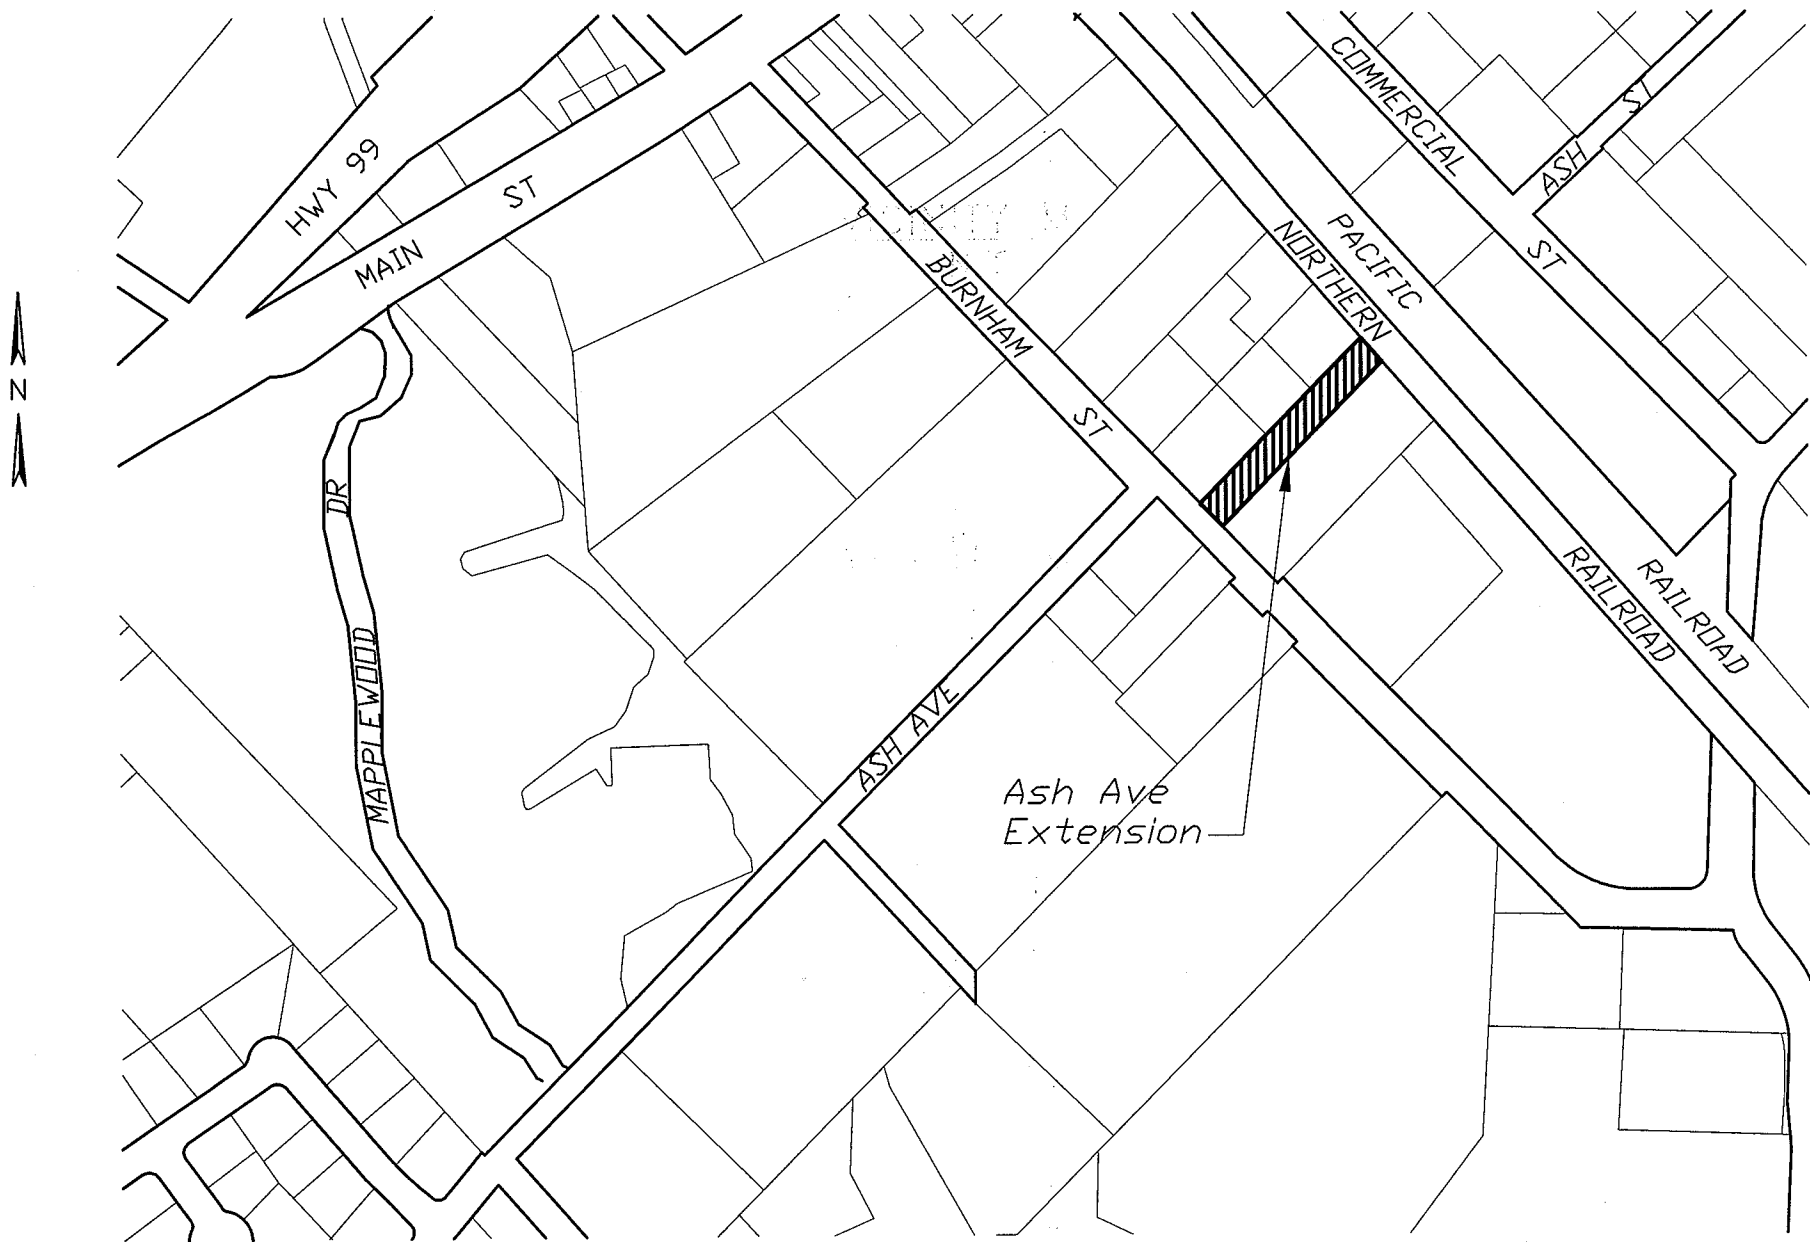 COMMERCIAL
ST
ASH
ST
HWY 99
MAIN
ST
N
BURNHAM
ST
NORTHERN
RAILROAD
PACIFIC
RAILROAD
DR
MAPPLEWOOD
ASH AVE
Ash Ave
Extension